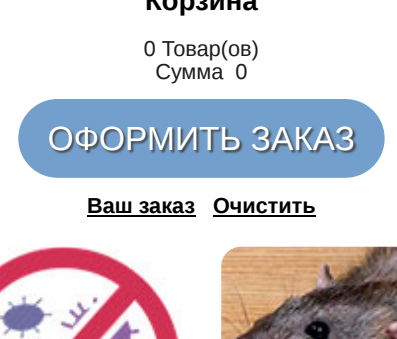 Корзина
0 Товар(ов)
Сумма 0
ОФОРМИТЬ ЗАКАЗ
Ваш заказ Очистить